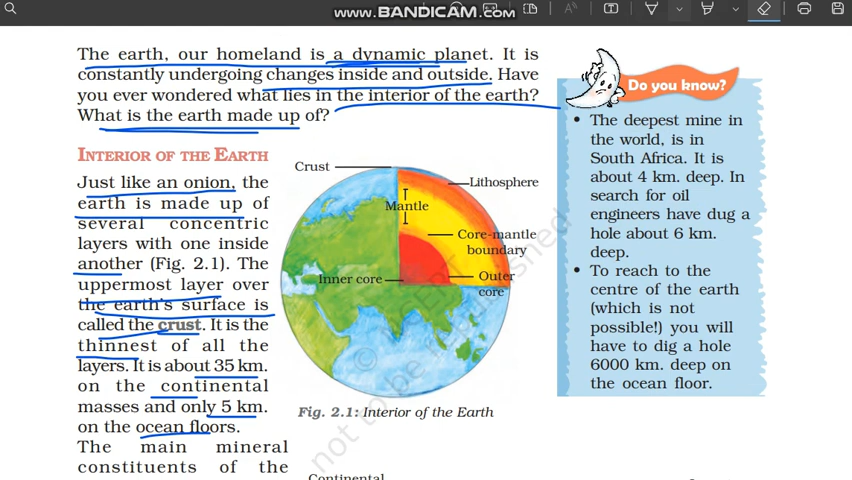 www.BANDICAM.com
The earth, our homeland is a dynamic planet. It is
constantly undergoing changes inside and outside. Have
you ever wondered what lies in the interior of the earth?
What is the earth made up of?
INTERIOR OF THE EARTH
Just like an onion, the
earth is made up of
several concentric
layers with one inside
another (Fig. 2.1). The
uppermost layer over
the earth's surface is
called the crust. It is the
thinnest of all the
layers. It is about 35 km.
on the continental
masses and only 5 km.
on the ocean floors.
The main mineral
constituents of the
Crust
Lithosphere
Mantle
Core-mantle
boundary
Inner core
Outer
core
Fig. 2.1: Interior of the Earth
not to be republished
Continental
Do you know?
• The deepest mine in
the world, is in
South Africa. It is
about 4 km. deep. In
search for oil
engineers have dug a
hole about 6 km.
deep.
• To reach to the
centre of the earth
(which is not
possible!) you will
have to dig a hole
6000 km. deep on
the ocean floor.